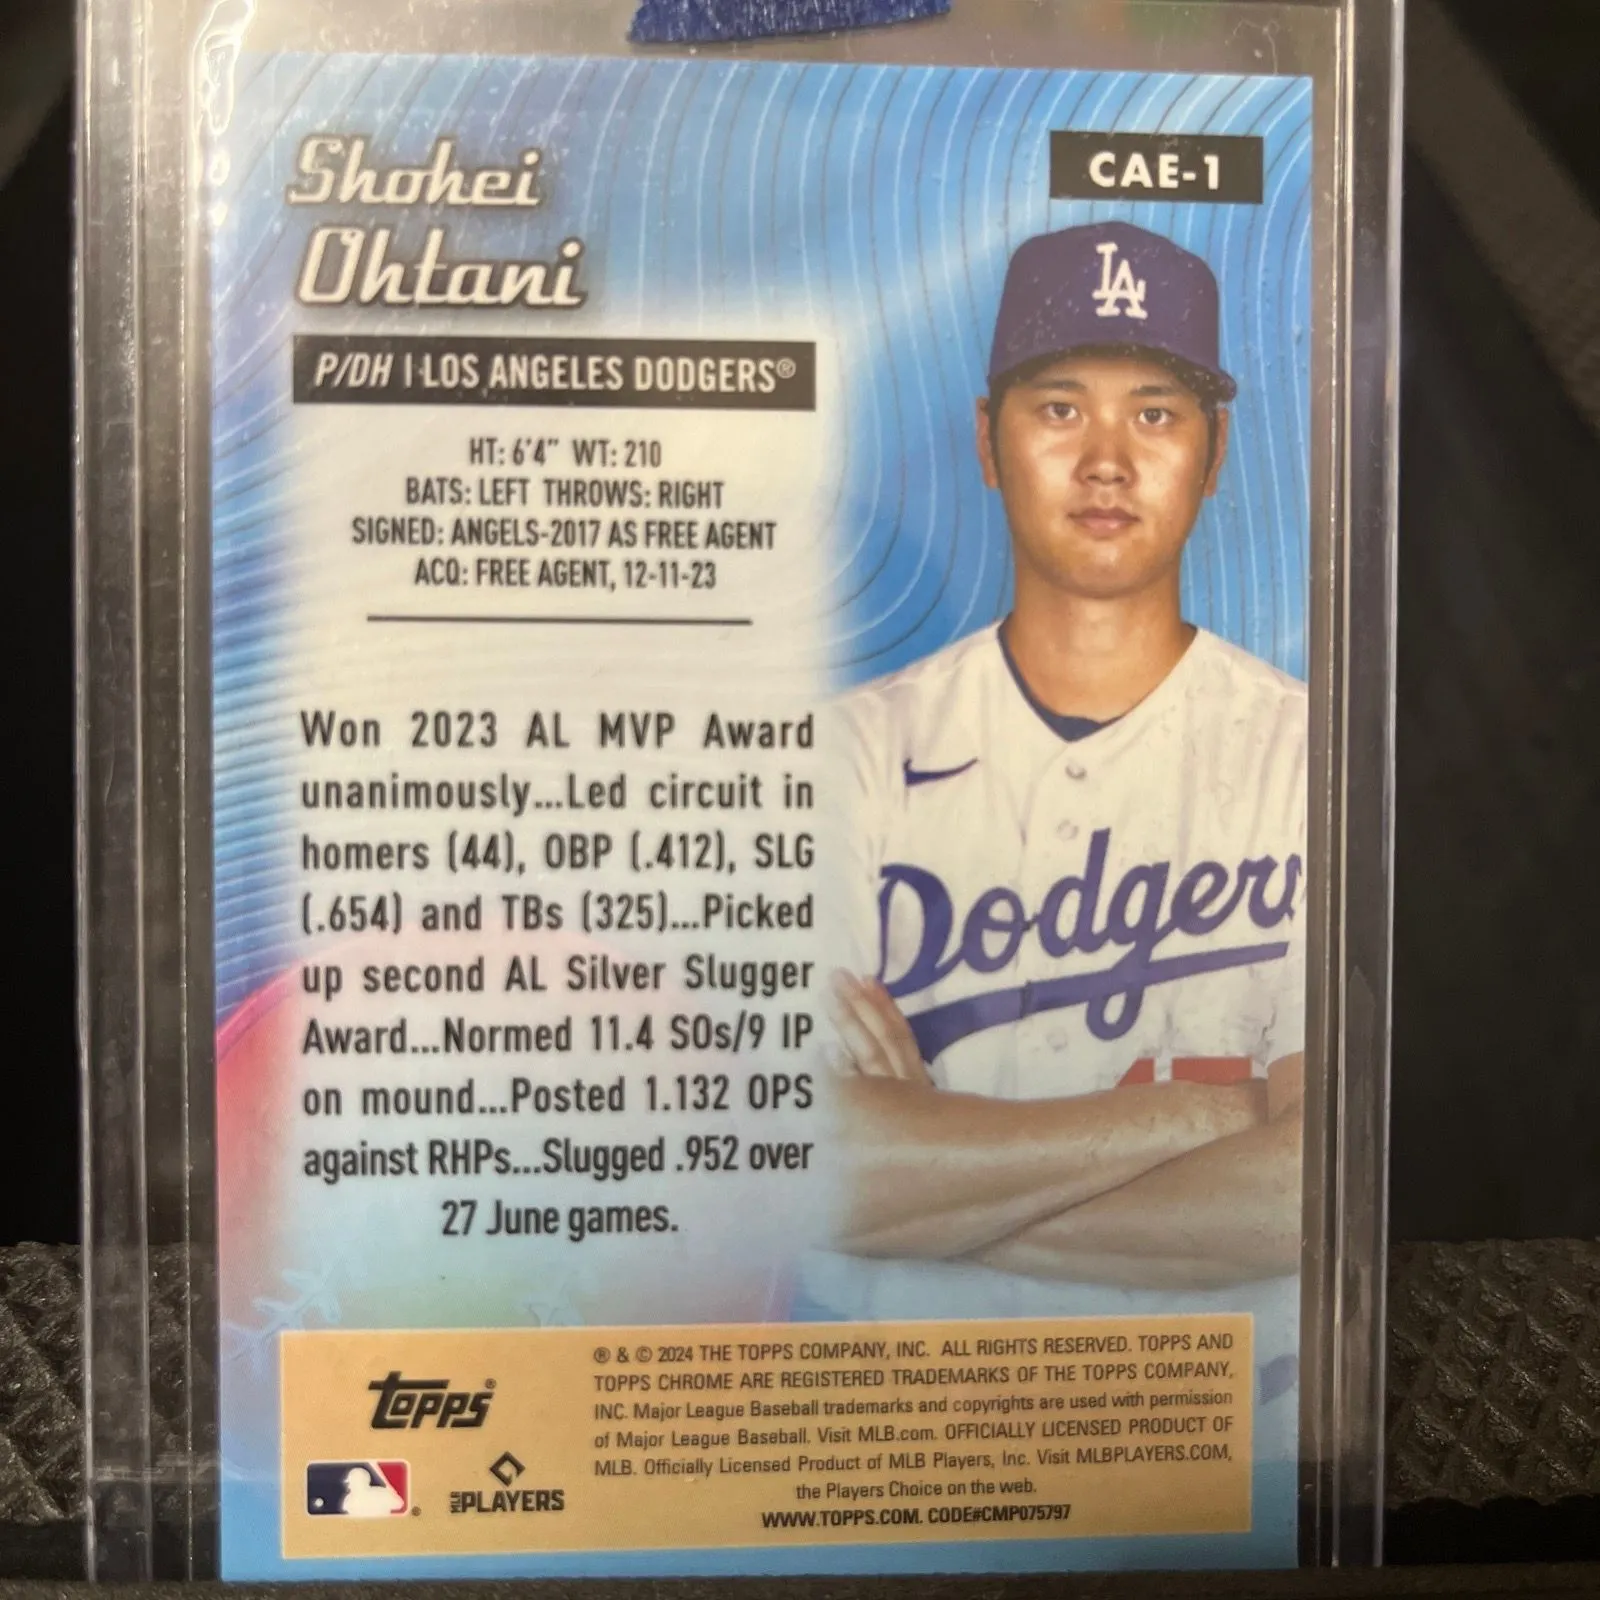 Shohei
Ohtani
CAE-1
LA
P/DH | LOS ANGELES DODGERS®
HT: 6'4" WT: 210
BATS: LEFT THROWS: RIGHT
SIGNED: ANGELS-2017 AS FREE AGENT
ACQ: FREE AGENT, 12-11-23
Won 2023 AL MVP Award
unanimously...Led circuit in
homers (44), OBP (.412), SLG
(.654) and TBs (325)...Picked
up second AL Silver Slugger
Award...Normed 11.4 SOs/9 IP
on mound...Posted 1.132 OPS
against RHPs...Slugged .952 over
27 June games.
Dodgers
topps®
MLB PLAYERS
® & © 2024 THE TOPPS COMPANY, INC. ALL RIGHTS RESERVED. TOPPS AND
TOPPS CHROME ARE REGISTERED TRADEMARKS OF THE TOPPS COMPANY,
INC. Major League Baseball trademarks and copyrights are used with permission
of Major League Baseball. Visit MLB.com. OFFICIALLY LICENSED PRODUCT OF
MLB. Officially Licensed Product of MLB Players, Inc. Visit MLBPLAYERS.COM,
the Players Choice on the web.
WWW.TOPPS.COM. CODE#CMP075797